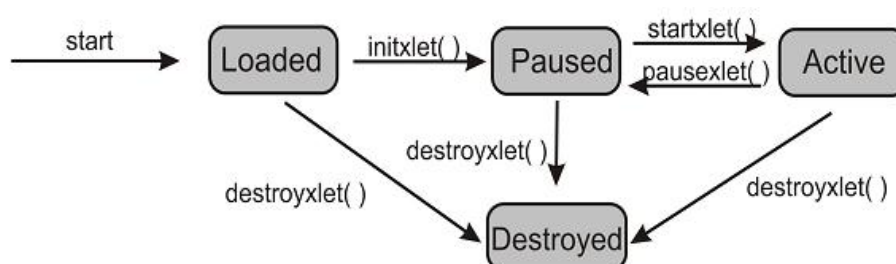 start
Loaded
initxlet( )
Paused
startxlet( )
pausexlet( )
Active
destroyxlet( )
destroyxlet( )
destroyxlet( )
Destroyed